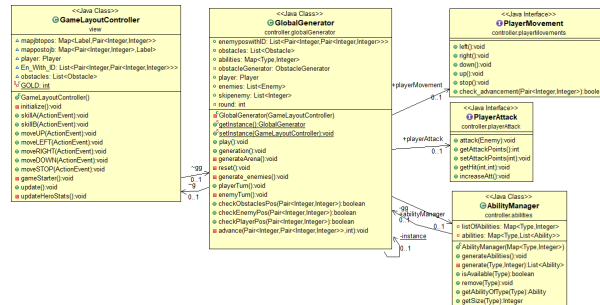 <<Java Class>>
GameLayoutController
view
mapjbtopos: Map<Label,Pair<Integer,Integer>>
mappostojb: Map<Pair<Integer,Integer>,Label>
player: Player
En_With_ID: Map<Pair<Integer,Pair<Integer,Integer>>>
obstacles: List<Obstacle>
GOLD: int
GameLayoutController()
initialize():void
skillA(ActionEvent):void
skillB(ActionEvent):void
moveUP(ActionEvent):void
moveLEFT(ActionEvent):void
moveRIGHT(ActionEvent):void
moveDOWN(ActionEvent):void
moveSTOP(ActionEvent):void
gameStarter():void
update():void
updateHeroStats():void
~gg
0..1
~g
0..1
<<Java Class>>
GlobalGenerator
controller.globalGenerator
enemyposwithID: List<Pair<Integer,Pair<Integer,Integer>>>
obstacles: List<Obstacle>
abilities: Map<Type,Integer>
obstacleGenerator: ObstacleGenerator
player: Player
enemies: List<Enemy>
skipenemy: List<Integer>
round: int
GlobalGenerator(GameLayoutController)
getInstance():GlobalGenerator
setInstance(GameLayoutController):void
play():void
generation():void
generateArena():void
reset():void
generate_enemies():void
playerTurn():void
enemyTurn():void
checkObstaclesPos(Pair<Integer,Integer>):boolean
checkEnemyPos(Pair<Integer,Integer>):boolean
checkPlayerPos(Pair<Integer,Integer>):boolean
advance(Pair<Integer,Pair<Integer,Integer>>,int):void
+playerMovement
0..1
+playerAttack
0..1
-gg
0..1
+abilityManager
0..1
-instance
0..1
<<Java Interface>>
PlayerMovement
controller.playerMovements
left():void
right():void
down():void
up():void
stop():void
check_advancement(Pair<Integer,Integer>):boole
<<Java Interface>>
PlayerAttack
controller.playerAttack
attack(Enemy):void
getAttackPoints():int
setAttackPoints(int):void
getHit(int,int):void
increaseAtt():void
<<Java Class>>
AbilityManager
controller.abilities
listOfAbilities: Map<Type,Integer>
abilities: Map<Type,List<Ability>>
AbilityManager(Map<Type,Integer>)
generateAbilities():void
generate(Type,Integer):List<Ability>
isAvailable(Type):boolean
remove(Type):void
getAbilityOfType(Type):Ability
getSize(Type):Integer